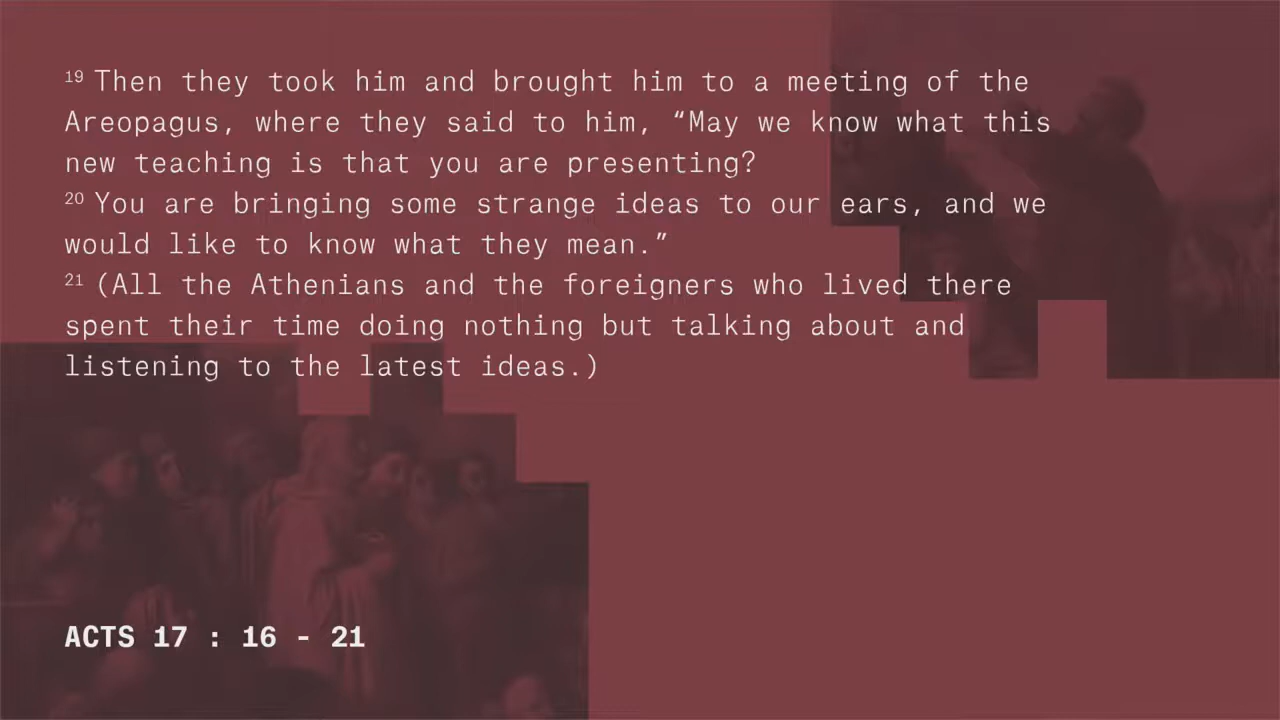 19 Then they took him and brought him to a meeting of the
Areopagus, where they said to him, “May we know what this
new teaching is that you are presenting?
20 You are bringing some strange ideas to our ears, and we
would like to know what they mean.”
21 (All the Athenians and the foreigners who lived there
spent their time doing nothing but talking about and
listening to the latest ideas.)
ACTS 17 : 16 - 21